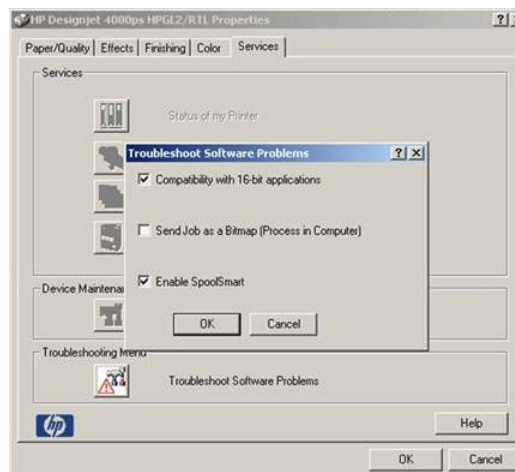 HP Designjet 4000ps HPGL2/RTL Properties
Paper/Quality Effects Finishing Color Services
Services
Status of my Printer
Troubleshoot Software Problems
Compatibility with 16-bit applications
Send Job as a Bitmap (Process in Computer)
Enable SpoolSmart
OK Cancel
Device Maintenan
Troubleshooting Menu
Troubleshoot Software Problems
hp
Help
OK Cancel